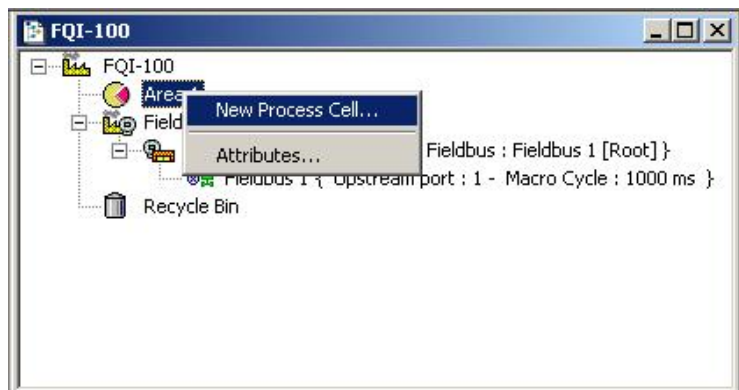 FQI-100
FQI-100
Area
New Process Cell...
Field
Attributes...
Fieldbus : Fieldbus 1 [Root] }
Fieldbus 1 { Upstream port : 1 - Macro Cycle : 1000 ms }
Recycle Bin